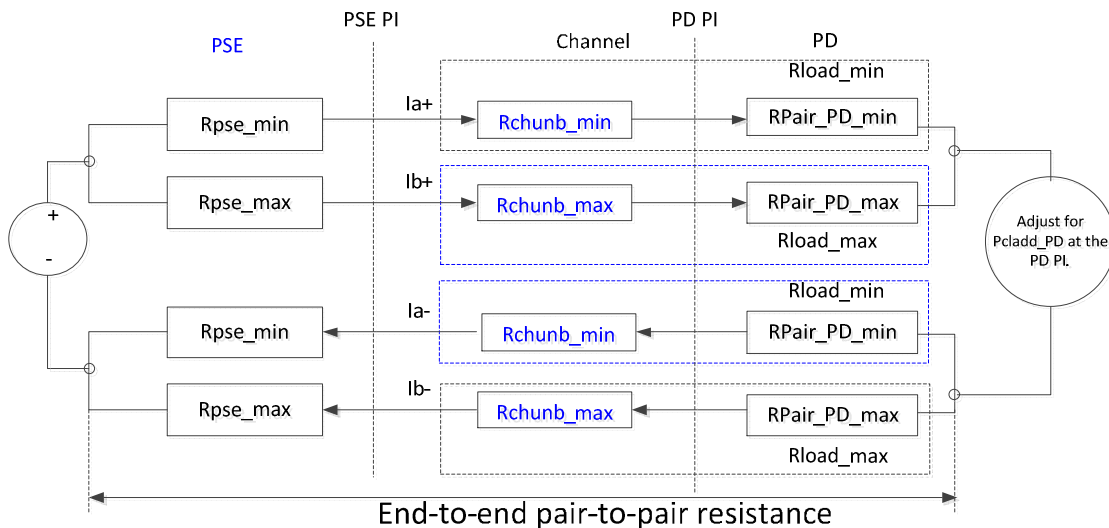 PSE PI
PD PI
PSE
Channel
PD
Rload_min
Ia+
Rpse_min
Rchunb_min
RPair_PD_min
Ib+
Rpse_max
Rchunb_max
RPair_PD_max
Rload_max
+
-
Adjust for
Pcladd_PD at the
PD PI.
Rload_min
Ia-
Rpse_min
Rchunb_min
RPair_PD_min
Ib-
Rpse_max
Rchunb_max
RPair_PD_max
Rload_max
End-to-end pair-to-pair resistance